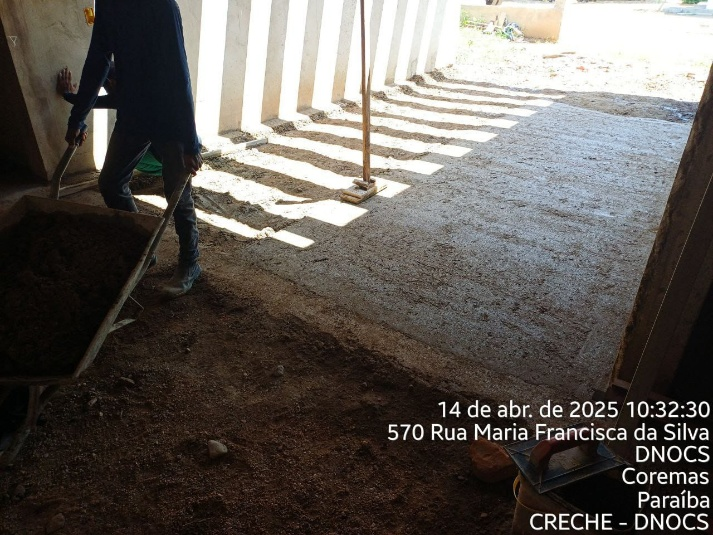 14 de abr. de 2025 10:32:30
570 Rua Maria Francisca da Silva
DNOCS
Coremas
Paraíba
CRECHE - DNOCS